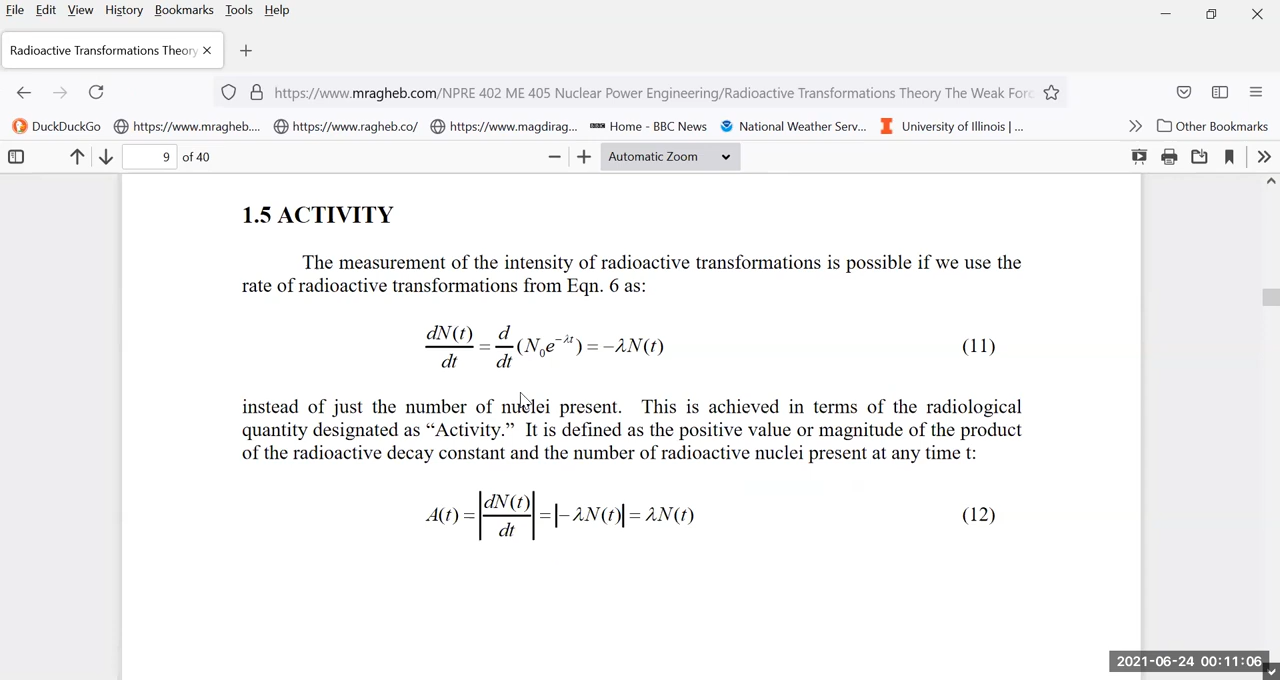 File Edit View History Bookmarks Tools Help
Radioactive Transformations Theory
https://www.mragheb.com/NPRE 402 ME 405 Nuclear Power Engineering/Radioactive Transformations Theory The Weak Forc
DuckDuckGo https://www.mragheb.... https://www.ragheb.co/ https://www.magdirag... BBC Home - BBC News National Weather Serv... University of Illinois |... Other Bookmarks
9 of 40 Automatic Zoom
1.5 ACTIVITY
The measurement of the intensity of radioactive transformations is possible if we use the
rate of radioactive transformations from Eqn. 6 as:
dN(t)/dt = d/dt (N₀e^{-λt}) = -λN(t) (11)
instead of just the number of nuclei present. This is achieved in terms of the radiological
quantity designated as “Activity.” It is defined as the positive value or magnitude of the product
of the radioactive decay constant and the number of radioactive nuclei present at any time t:
A(t) = |dN(t)/dt| = |-λN(t)| = λN(t) (12)
2021-06-24 00:11:06